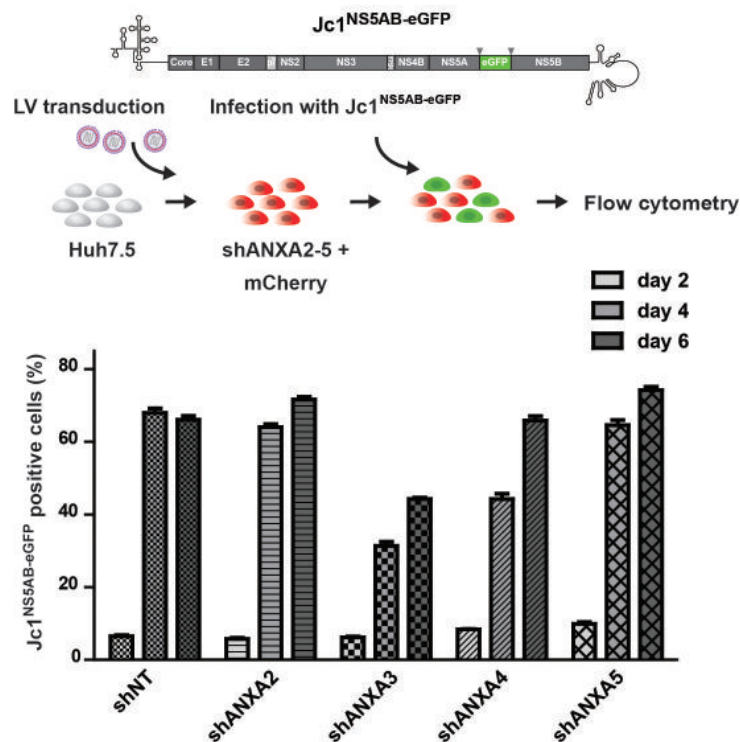 Jc1NS5AB-eGFP
Core E1 E2 p7 NS2 NS3 NS4B NS5A eGFP NS5B
LV transduction
Infection with Jc1NS5AB-eGFP
Huh7.5
shANXA2-5 +
mCherry
Flow cytometry
day 2
day 4
day 6
Jc1NS5AB-eGFP positive cells (%)
80
60
40
20
0
shNT
shANXA2
shANXA3
shANXA4
shANXA5